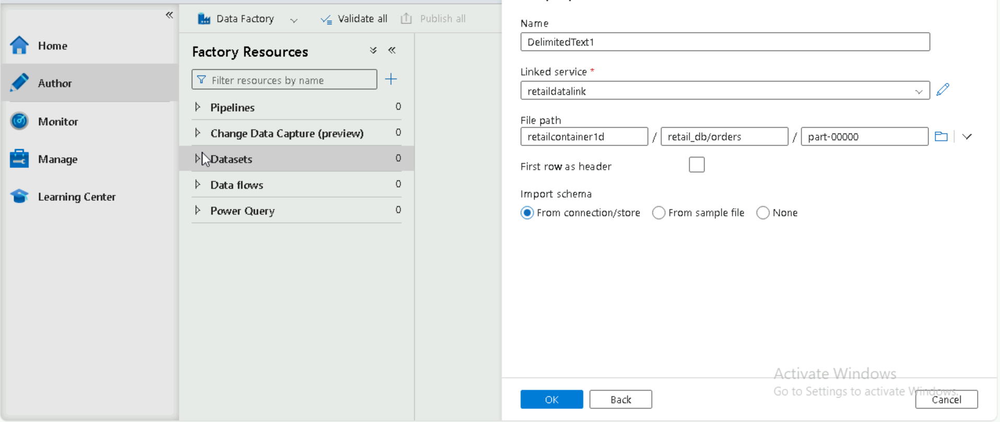 Home
Author
Monitor
Manage
Learning Center
Data Factory
Validate all
Publish all
Factory Resources
Filter resources by name
Pipelines 0
Change Data Capture (preview) 0
Datasets 0
Data flows 0
Power Query 0
Name
DelimitedText1
Linked service *
retaildatalink
File path
retailcontainer1d / retail_db/orders / part-00000
First row as header
Import schema
From connection/store From sample file None
Activate Windows
Go to Settings to activate Windows.
OK Back Cancel